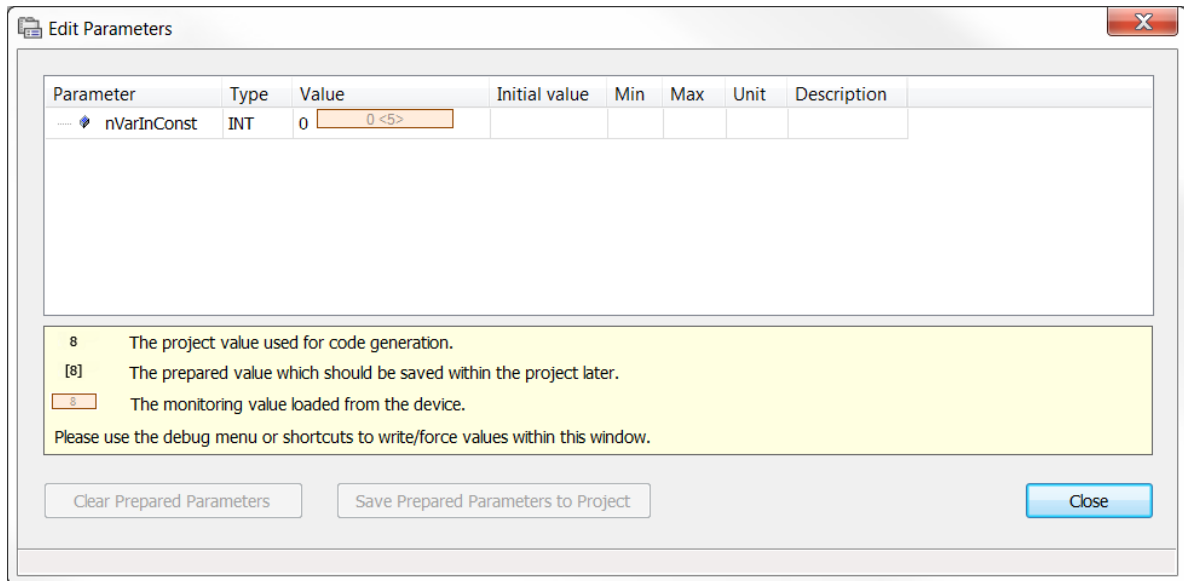 Edit Parameters
X
Parameter Type Value Initial value Min Max Unit Description
nVarInConst INT 0 0 <5>
8 The project value used for code generation.
[8] The prepared value which should be saved within the project later.
8 The monitoring value loaded from the device.
Please use the debug menu or shortcuts to write/force values within this window.
Clear Prepared Parameters Save Prepared Parameters to Project Close